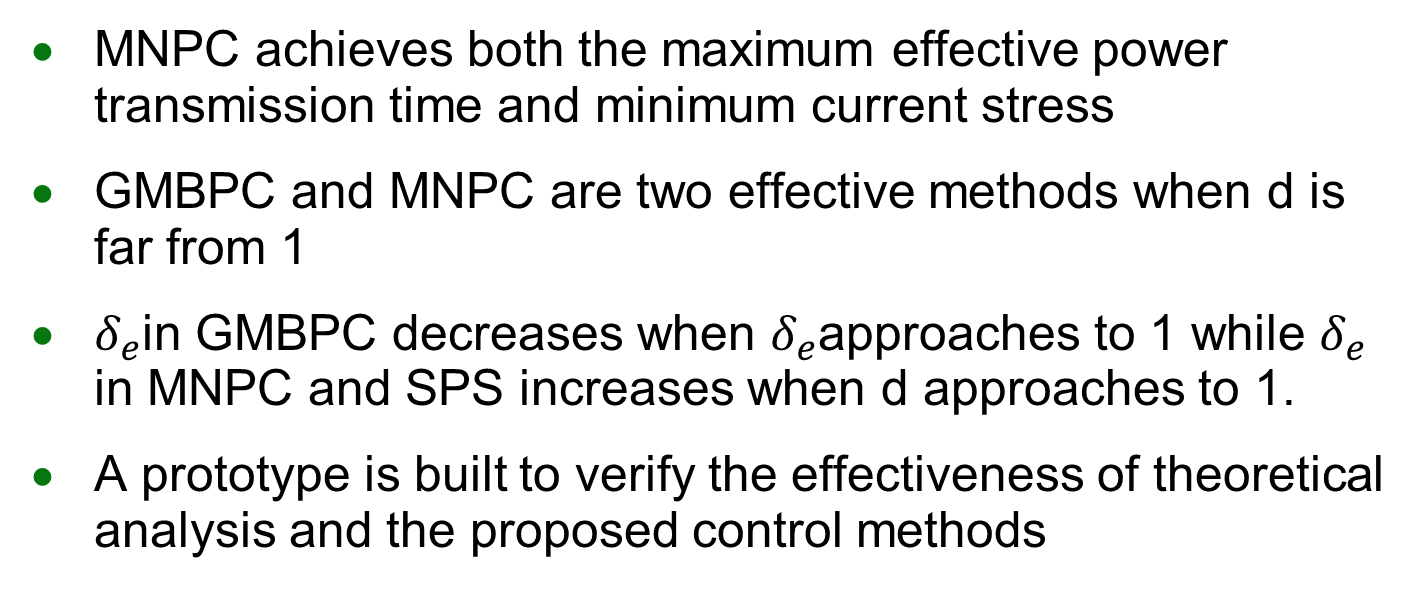 • MNPC achieves both the maximum effective power
transmission time and minimum current stress
• GMBPC and MNPC are two effective methods when d is
far from 1
• 𝛿ₑin GMBPC decreases when 𝛿ₑapproaches to 1 while 𝛿ₑ
in MNPC and SPS increases when d approaches to 1.
• A prototype is built to verify the effectiveness of theoretical
analysis and the proposed control methods